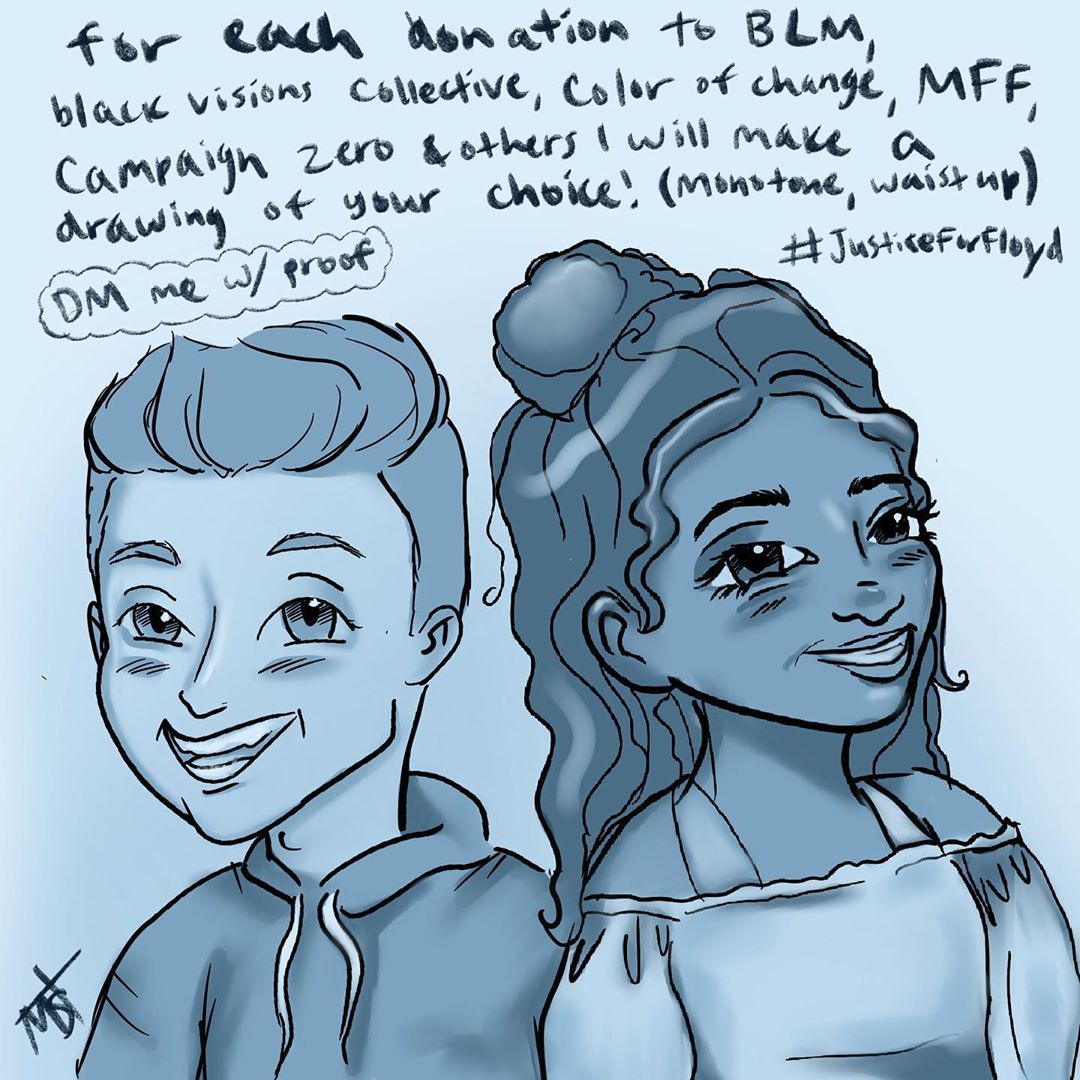 for each donation to BLM,
black visions collective, Color of change, MFF,
Campaign zero & others I will make a
drawing of your choice! (Monotone, waist up)
#JusticeForFloyd
DM me w/ proof